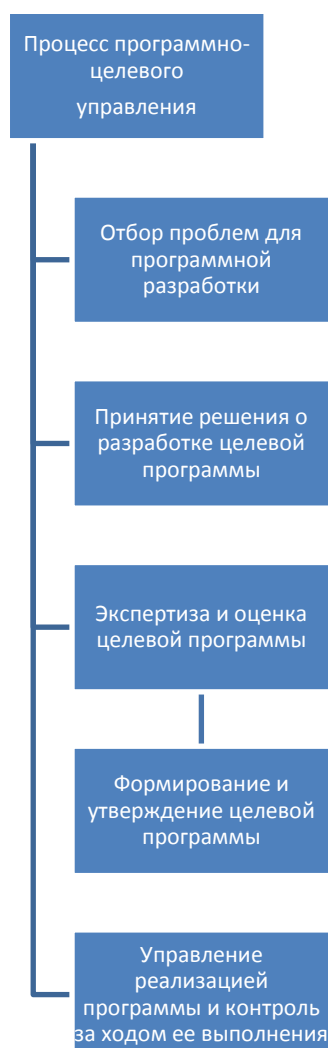 Процесс программно-
целевого
управления
Отбор проблем для
программной
разработки
Принятие решения о
разработке целевой
программы
Экспертиза и оценка
целевой программы
Формирование и
утверждение целевой
программы
Управление
реализацией
программы и контроль
за ходом ее выполнения